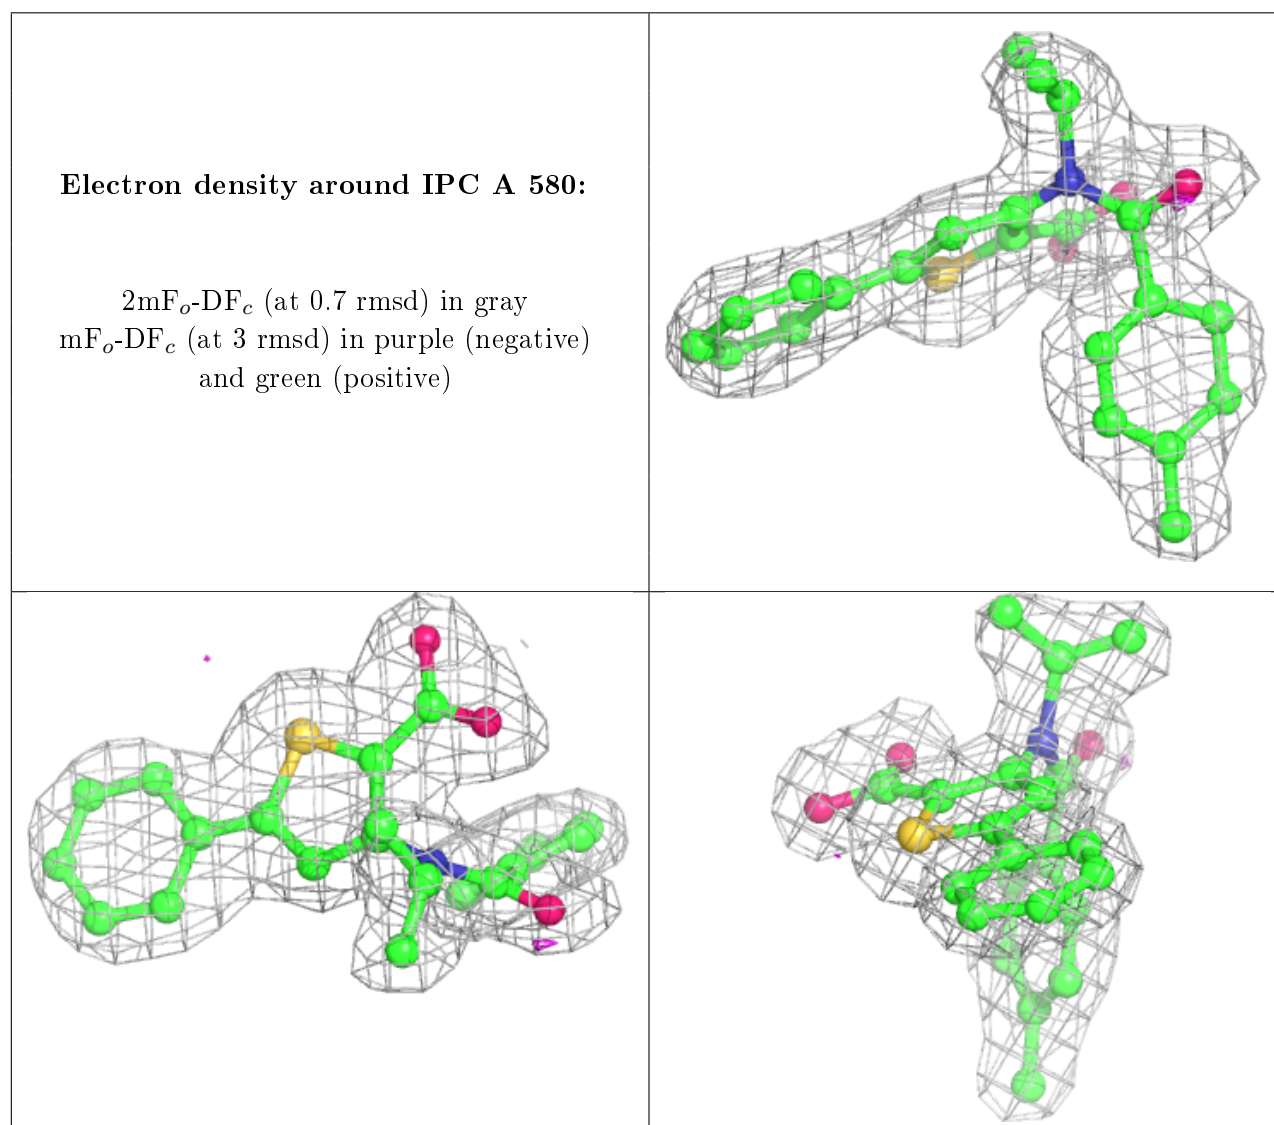 Electron density around IPC A 580:
2mFₒ-DF𝒸 (at 0.7 rmsd) in gray
mFₒ-DF𝒸 (at 3 rmsd) in purple (negative)
and green (positive)